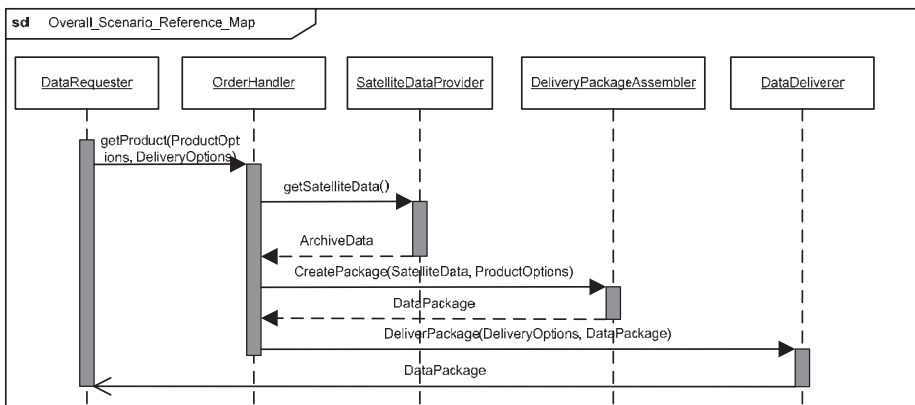 sd Overall_Scenario_Reference_Map
DataRequester
OrderHandler
SatelliteDataProvider
DeliveryPackageAssembler
DataDeliverer
getProduct(ProductOpt
ions, DeliveryOptions)
getSatelliteData()
ArchiveData
CreatePackage(SatelliteData, ProductOptions)
DataPackage
DeliverPackage(DeliveryOptions, DataPackage)
DataPackage